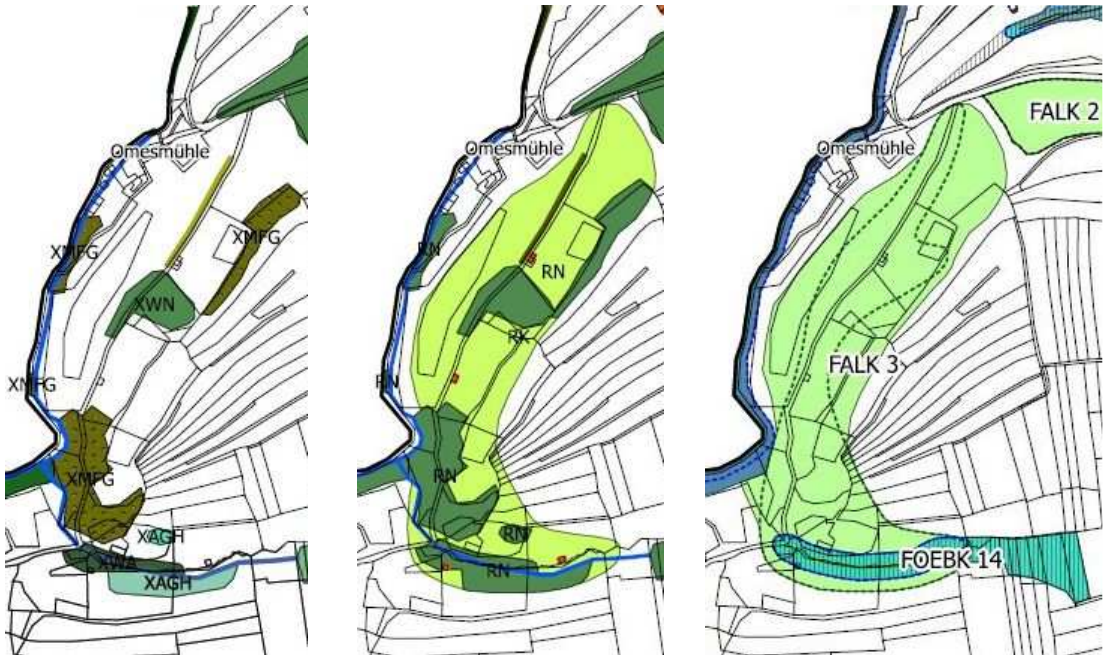 Omesmühle
XMFG
XMFG
XWN
XMFG
XMFG
XAGH
XWA
XAGH
Omesmühle
RN
RN
RK
RN
RN
RN
RN
FALK 2
Omesmühle
FALK 3
FOEBK 14